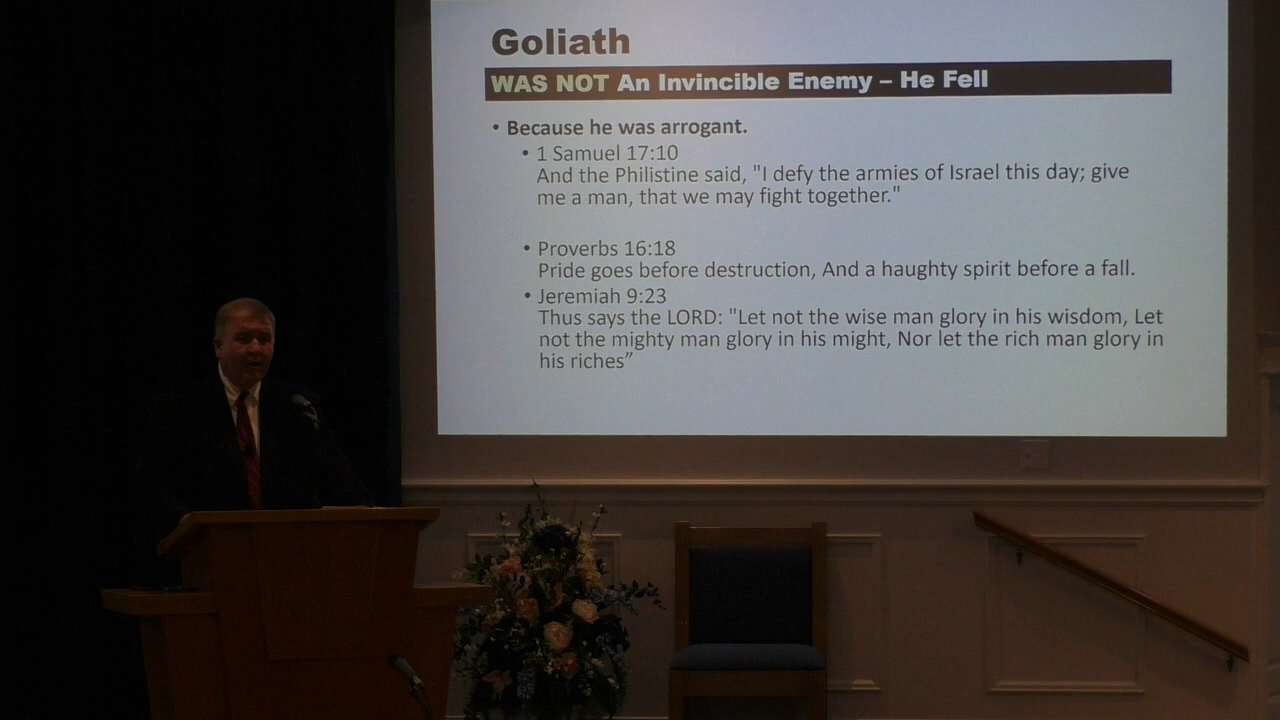 Goliath
WAS NOT An Invincible Enemy – He Fell
• Because he was arrogant.
• 1 Samuel 17:10
And the Philistine said, "I defy the armies of Israel this day; give
me a man, that we may fight together."
• Proverbs 16:18
Pride goes before destruction, And a haughty spirit before a fall.
• Jeremiah 9:23
Thus says the LORD: "Let not the wise man glory in his wisdom, Let
not the mighty man glory in his might, Nor let the rich man glory in
his riches”